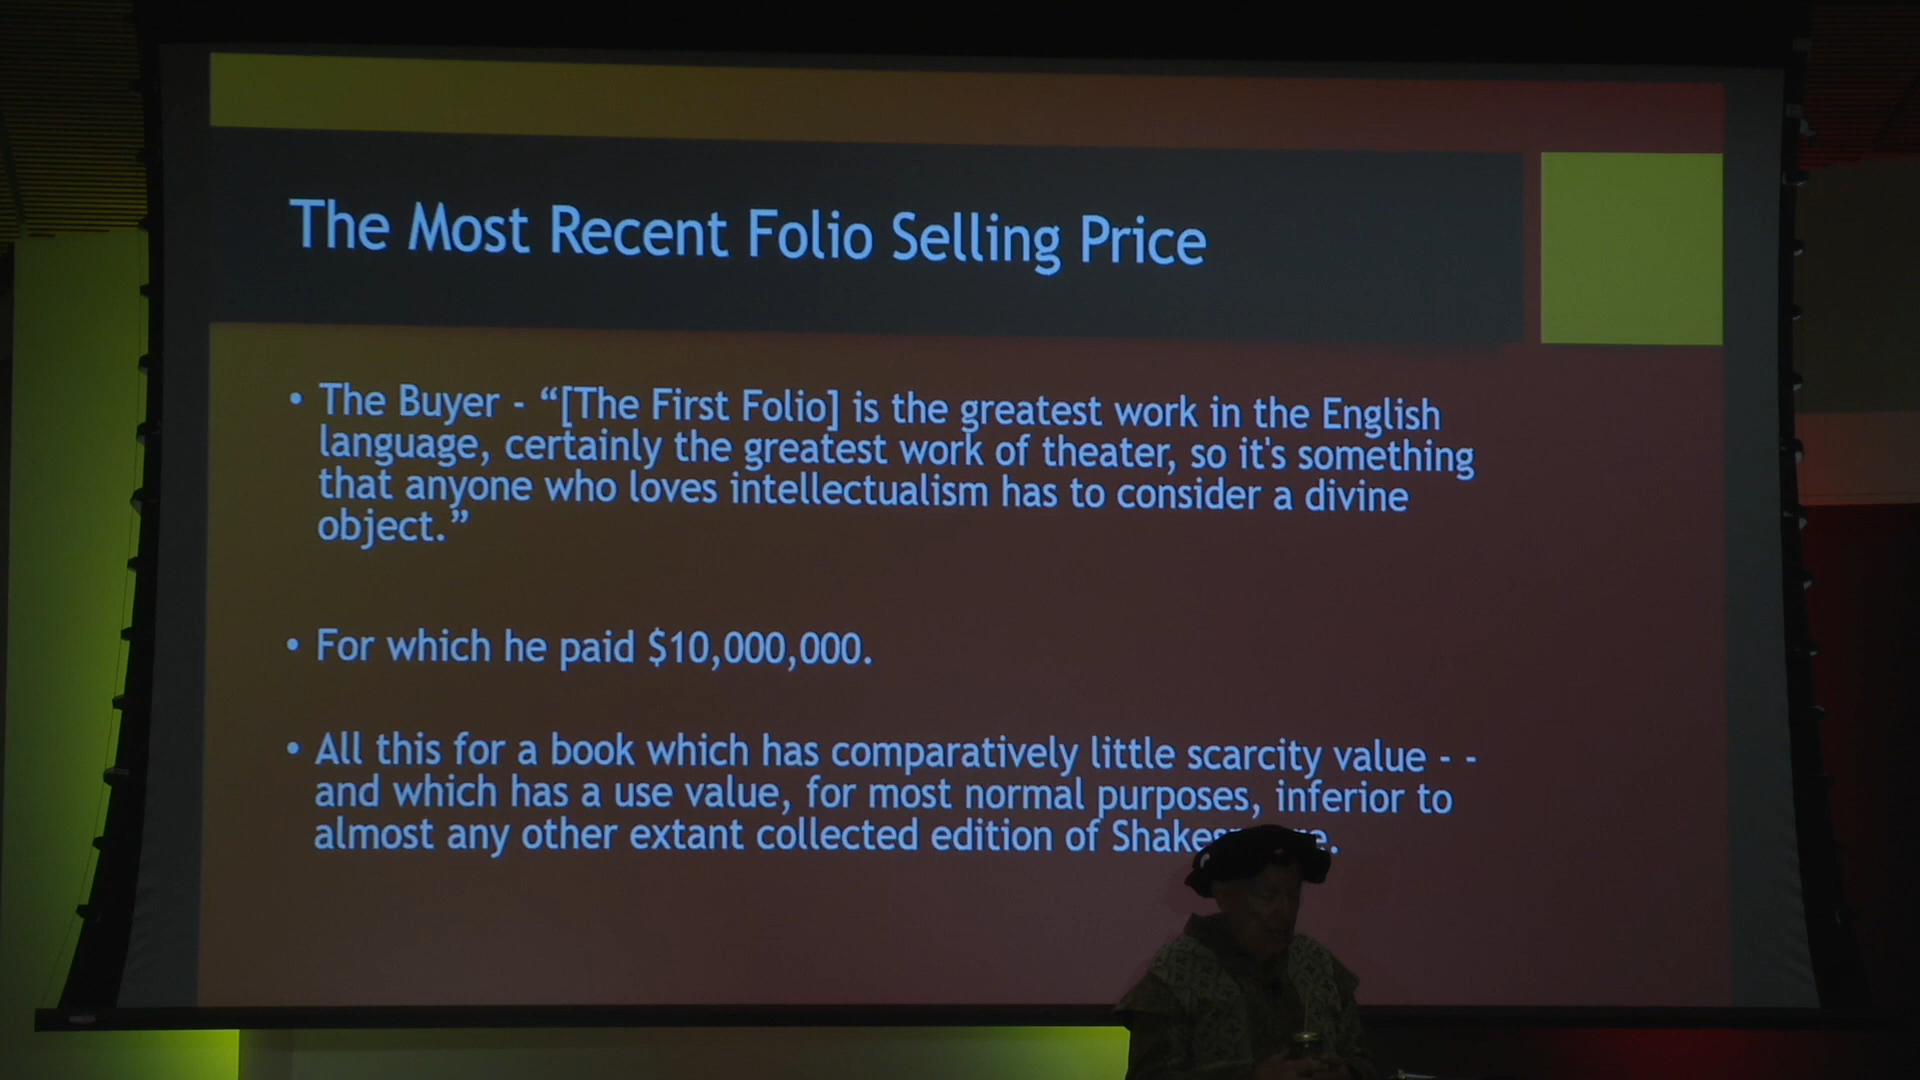 The Most Recent Folio Selling Price
• The Buyer - “[The First Folio] is the greatest work in the English
language, certainly the greatest work of theater, so it's something
that anyone who loves intellectualism has to consider a divine
object.”
• For which he paid $10,000,000.
• All this for a book which has comparatively little scarcity value - -
and which has a use value, for most normal purposes, inferior to
almost any other extant collected edition of